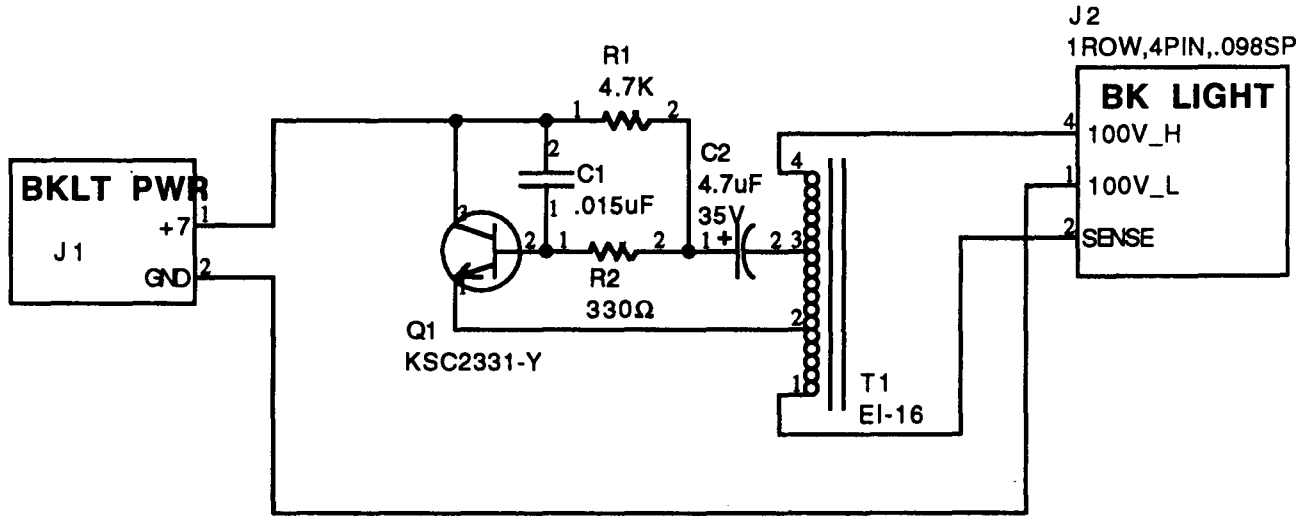 J2
1ROW,4PIN,.098SP
BK LIGHT
4
100V_H
1
100V_L
2
SENSE
R1
4.7K
1
2
BKLT PWR
J1
+7
1
GND
2
2
C1
.015uF
1
C2
4.7uF
35V
+
1
2
3
2
1
2
R2
330Ω
1
Q1
KSC2331-Y
4
3
2
1
T1
EI-16